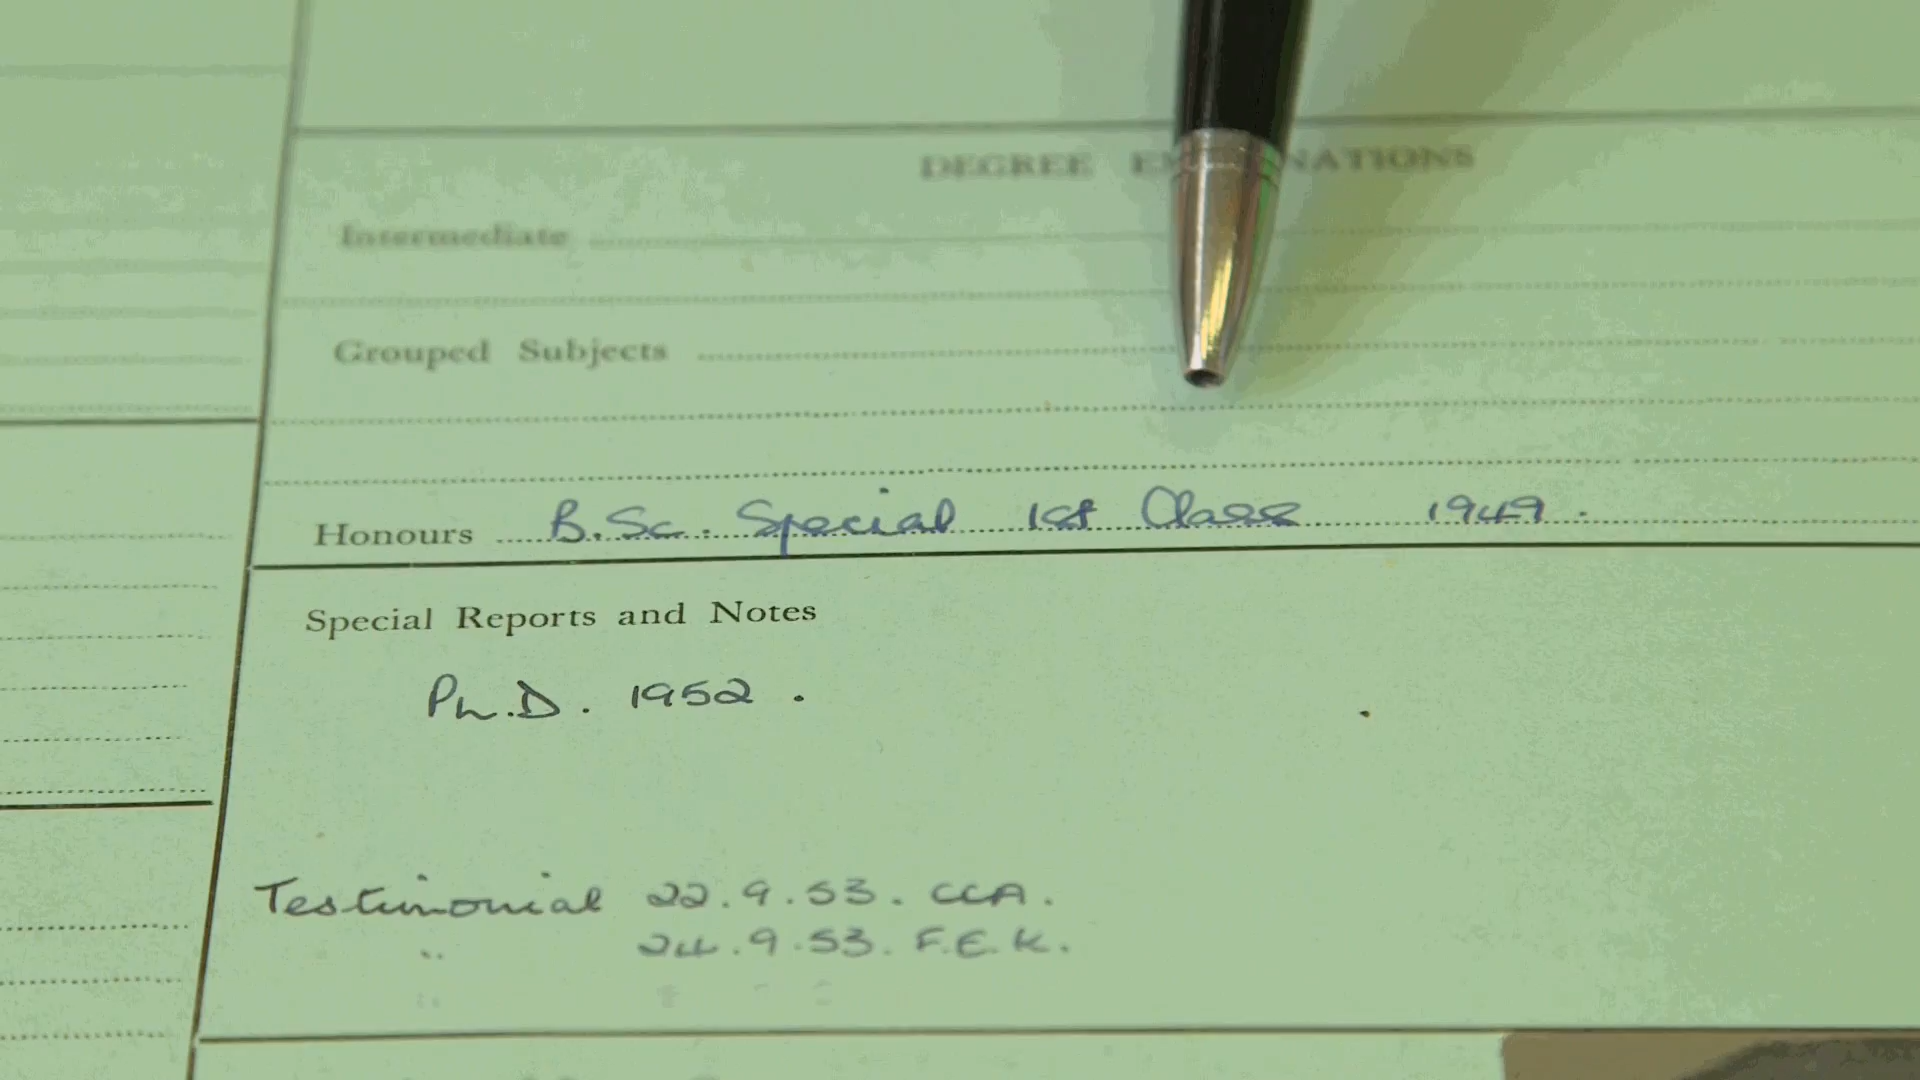 DEGREE EXAMINATIONS
Intermediate
Grouped Subjects
Honours B.Sc. Special 1st Class 1949.
Special Reports and Notes
Ph.D. 1952.
Testimonial 22.9.53. CCA.
" 24.9.53. F.E.K.